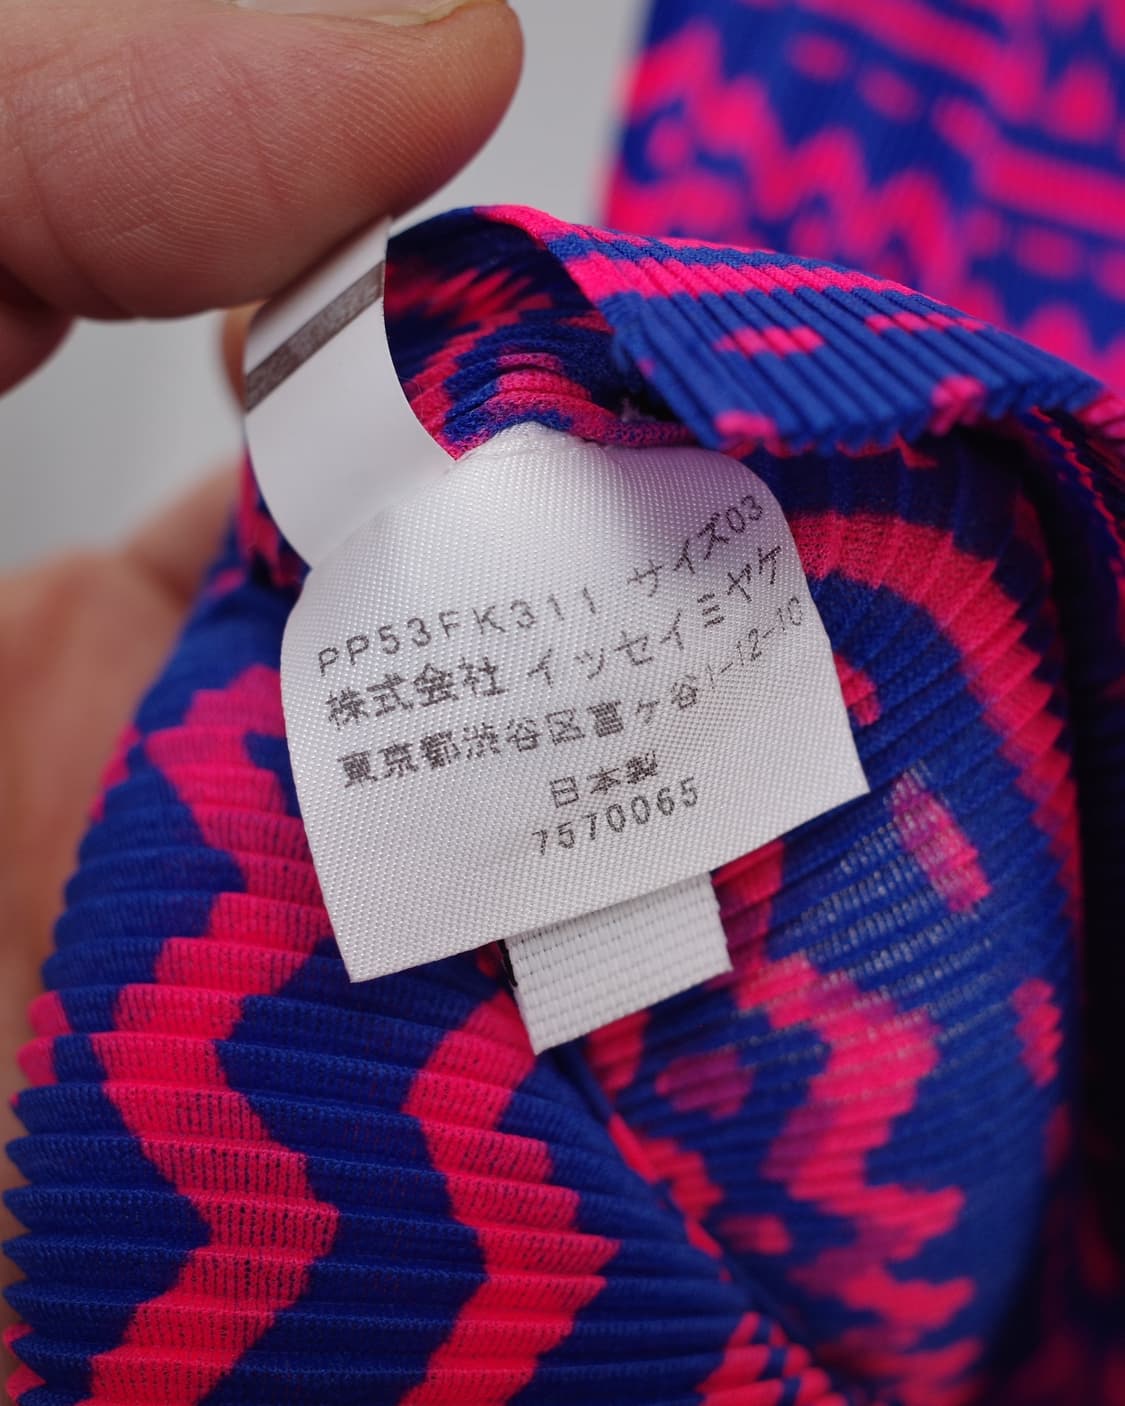 PP53FK311 サイズ03
株式会社 イッセイミヤケ
東京都渋谷区富ヶ谷1-12-10
日本製
7570065